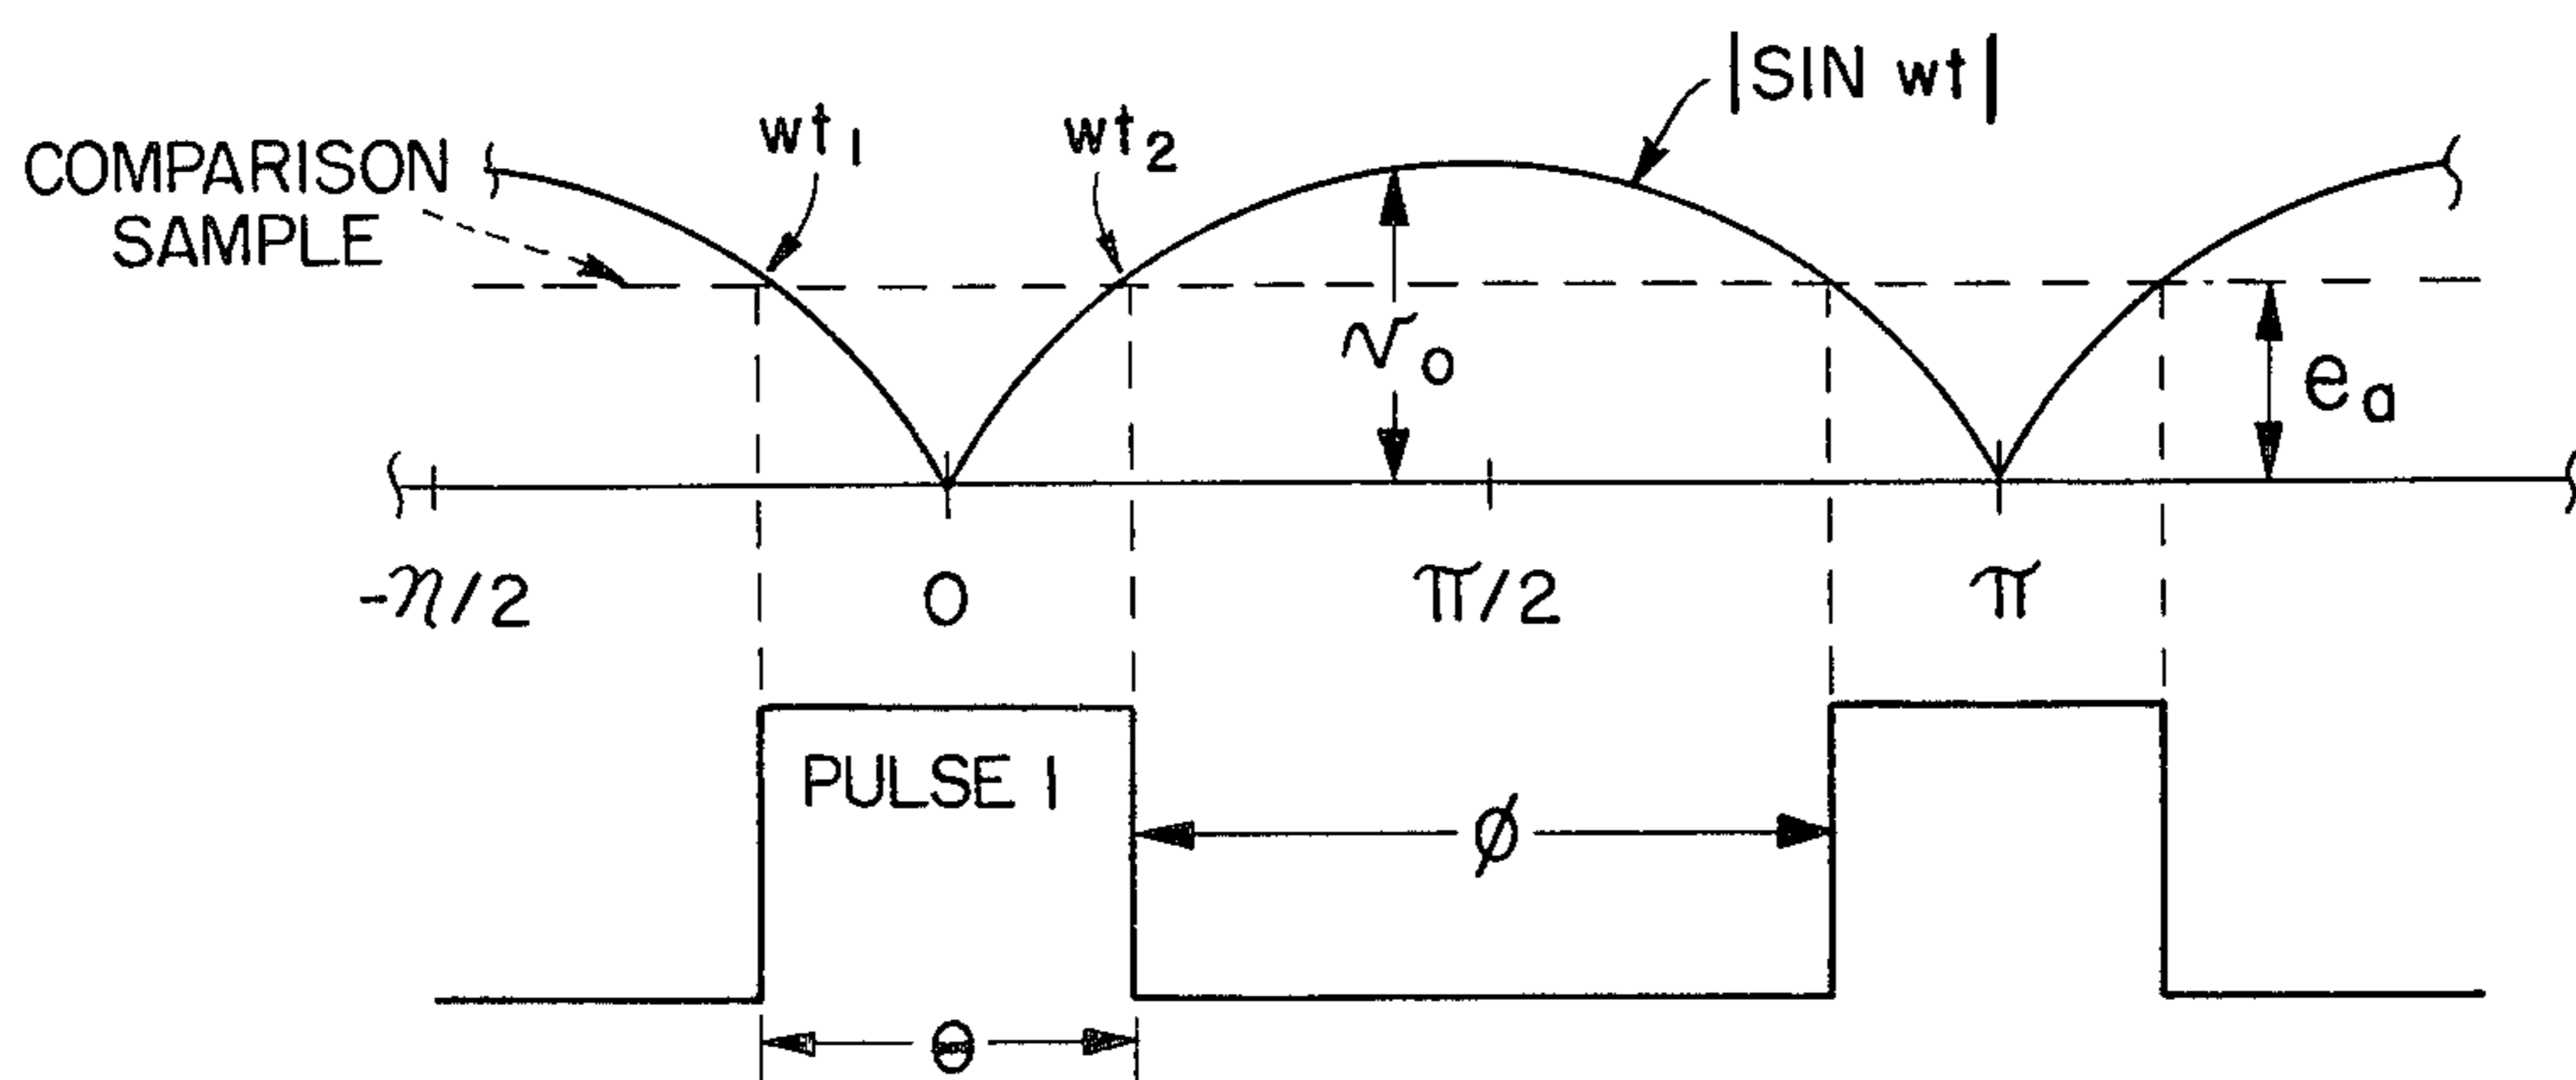 |SIN wt|
COMPARISON
SAMPLE
wt₁
wt₂
v₀
eₐ
-π/2
0
π/2
π
PULSE 1
ϕ
θ